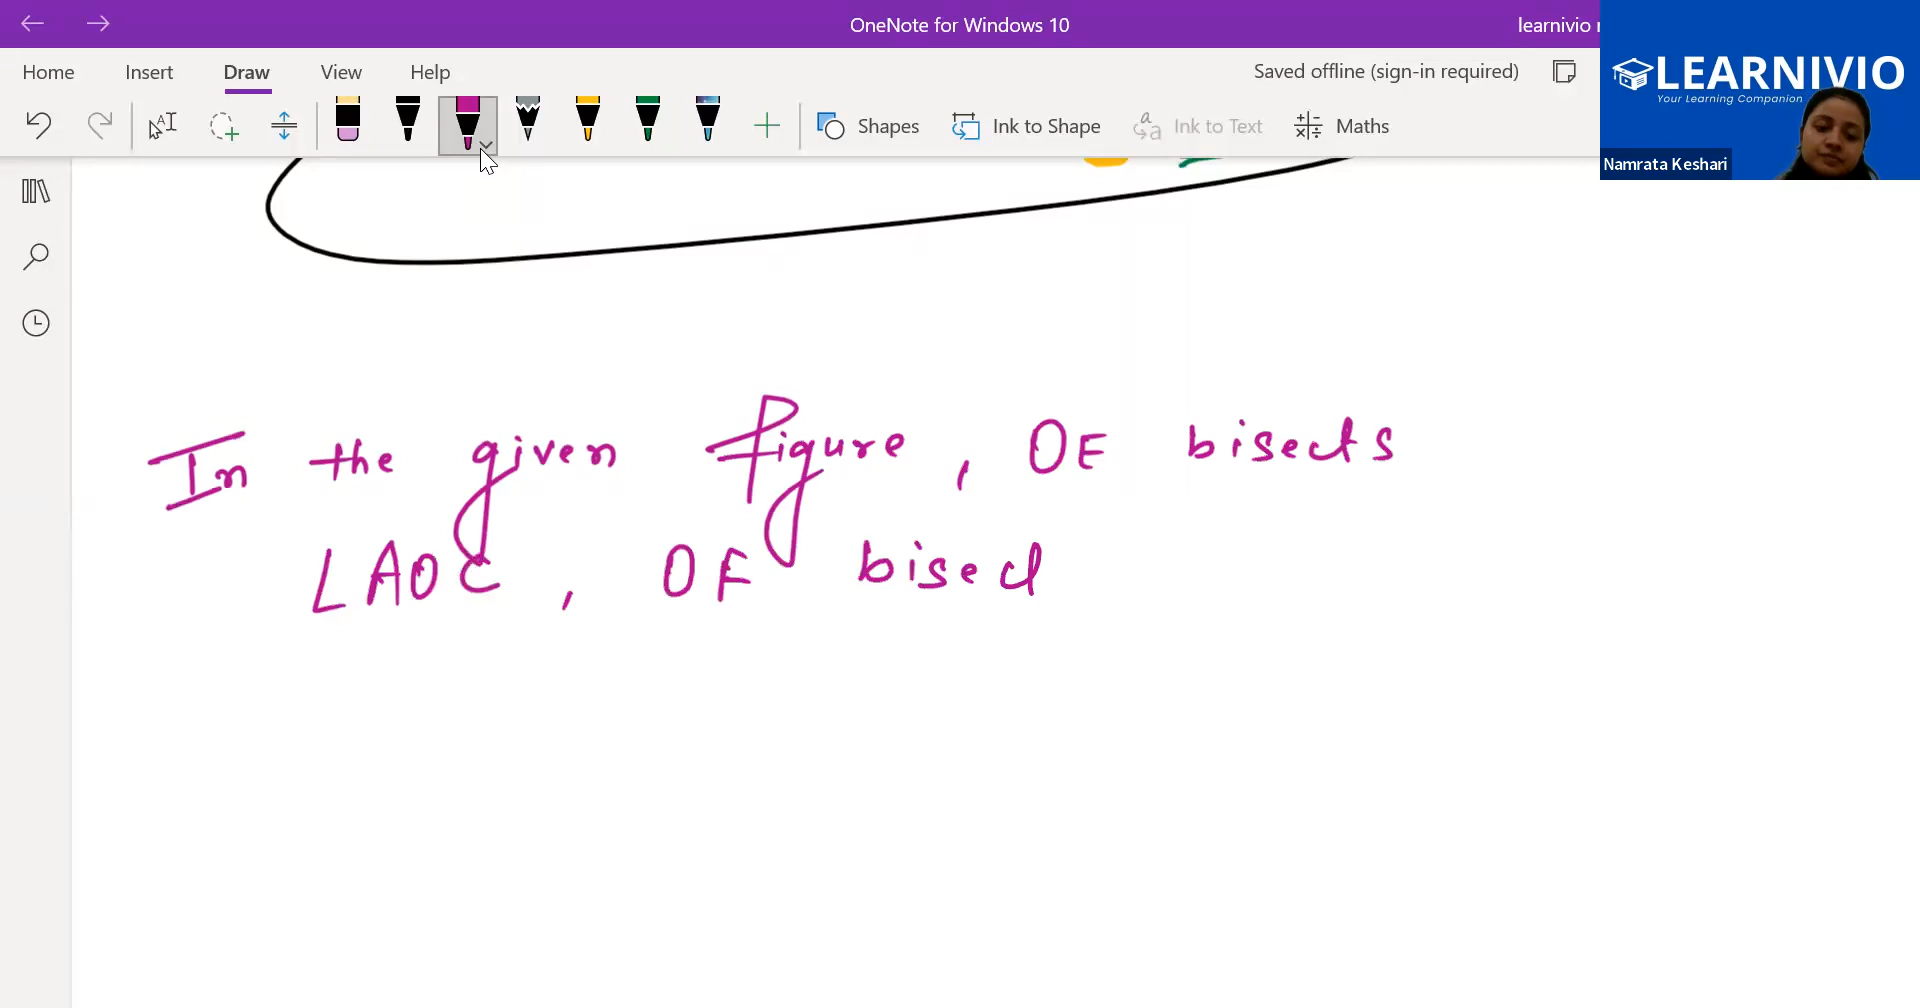 OneNote for Windows 10
learnivio
Home Insert Draw View Help
Saved offline (sign-in required)
LEARNIVIO
Your Learning Companion
Shapes Ink to Shape Ink to Text Maths
Namrata Keshari
In the given figure, OE bisects
∠AOC, OF bisect